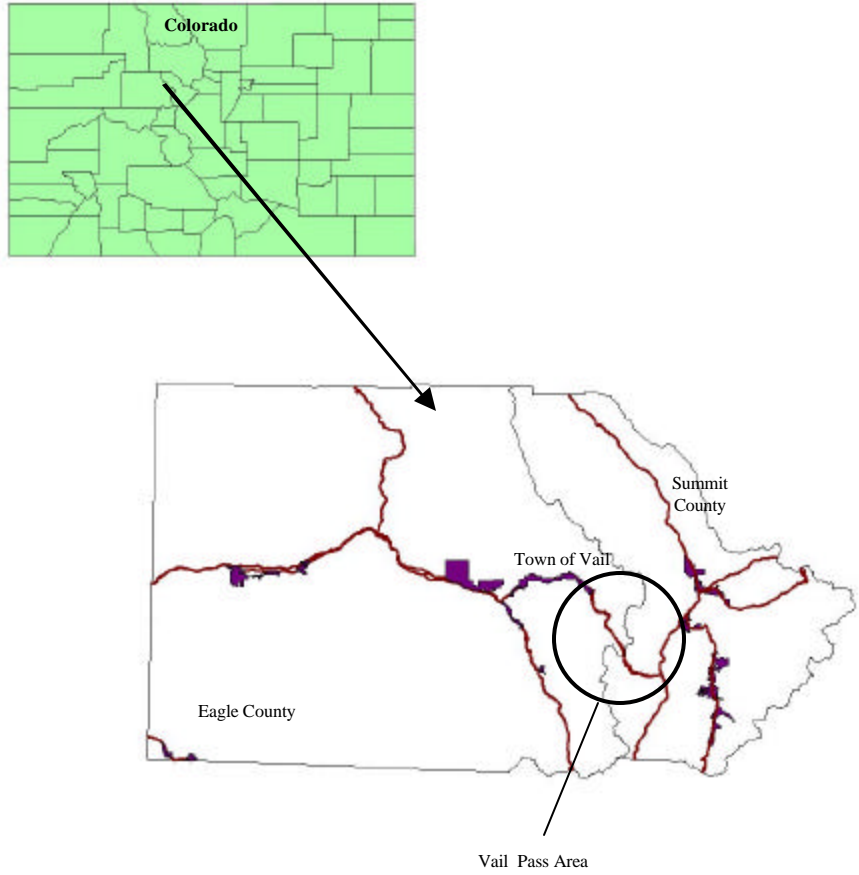 Colorado
Summit
County
Town of Vail
Eagle County
Vail Pass Area